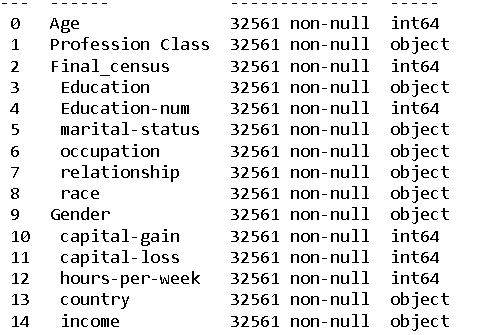 --- ------ -------------- -----
0 Age 32561 non-null int64
1 Profession Class 32561 non-null object
2 Final_census 32561 non-null int64
3 Education 32561 non-null object
4 Education-num 32561 non-null int64
5 marital-status 32561 non-null object
6 occupation 32561 non-null object
7 relationship 32561 non-null object
8 race 32561 non-null object
9 Gender 32561 non-null object
10 capital-gain 32561 non-null int64
11 capital-loss 32561 non-null int64
12 hours-per-week 32561 non-null int64
13 country 32561 non-null object
14 income 32561 non-null object